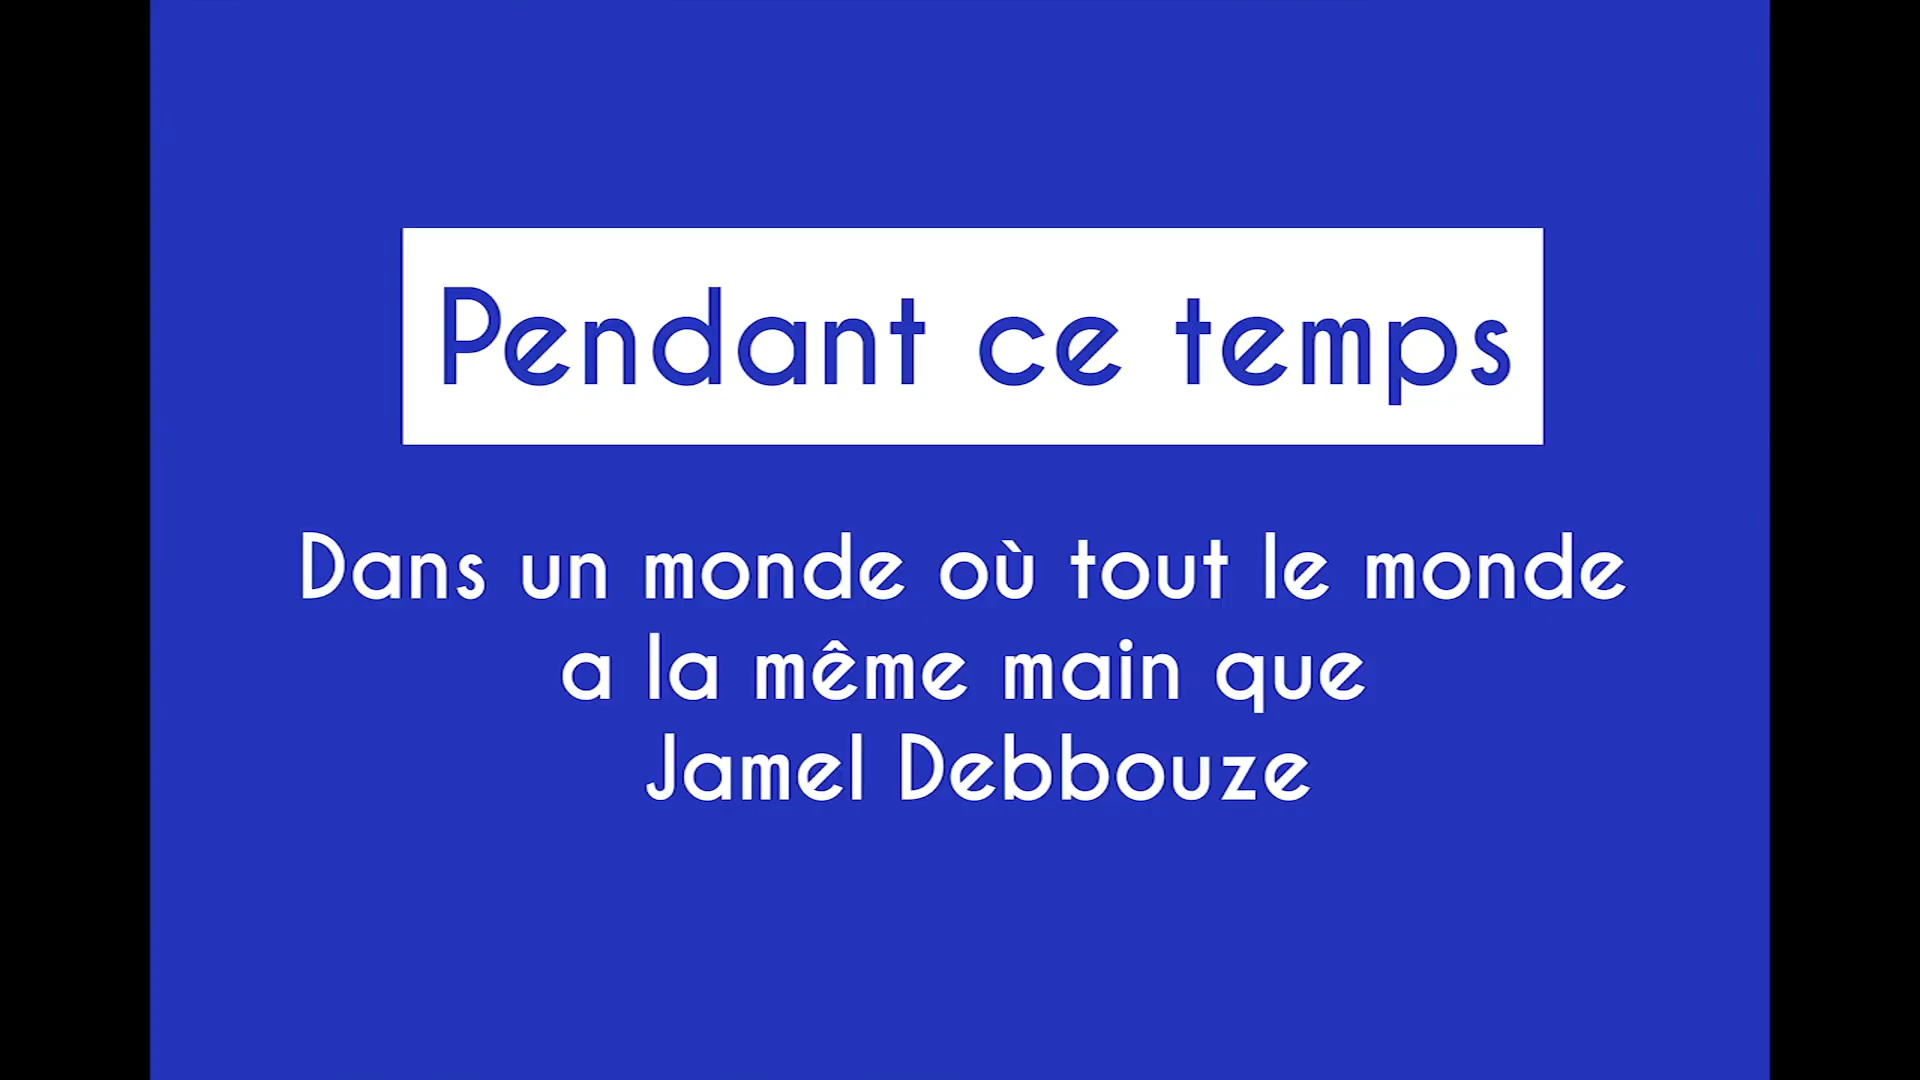 Pendant ce temps
Dans un monde où tout le monde
a la même main que
Jamel Debbouze